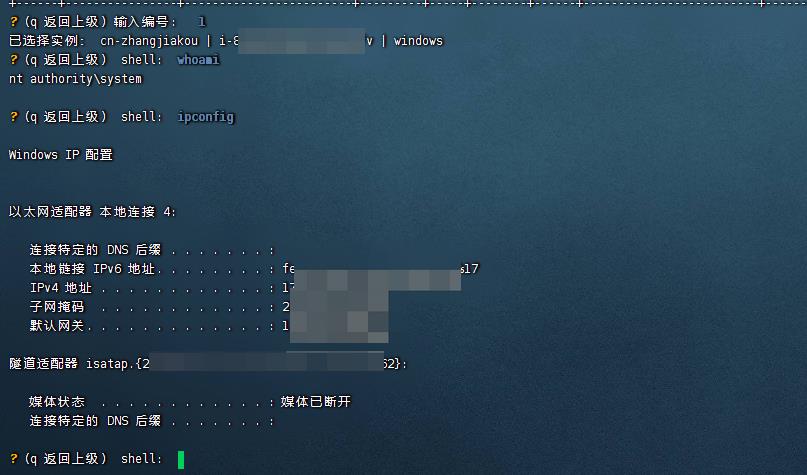 ? (q 返回上级) 输入编号:  1
已选择实例:  cn-zhangjiakou | i-8 v | windows
? (q 返回上级)  shell:  whoami
nt authority\system
? (q 返回上级)  shell:  ipconfig
Windows IP 配置
以太网适配器 本地连接 4:
连接特定的 DNS 后缀 . . . . . . . :
本地链接 IPv6 地址. . . . . . . . : fe 17
IPv4 地址 . . . . . . . . . . . . : 17
子网掩码  . . . . . . . . . . . . : 2
默认网关. . . . . . . . . . . . . : 1
隧道适配器 isatap.{2 62}:
媒体状态  . . . . . . . . . . . . : 媒体已断开
连接特定的 DNS 后缀 . . . . . . . :
? (q 返回上级)  shell: